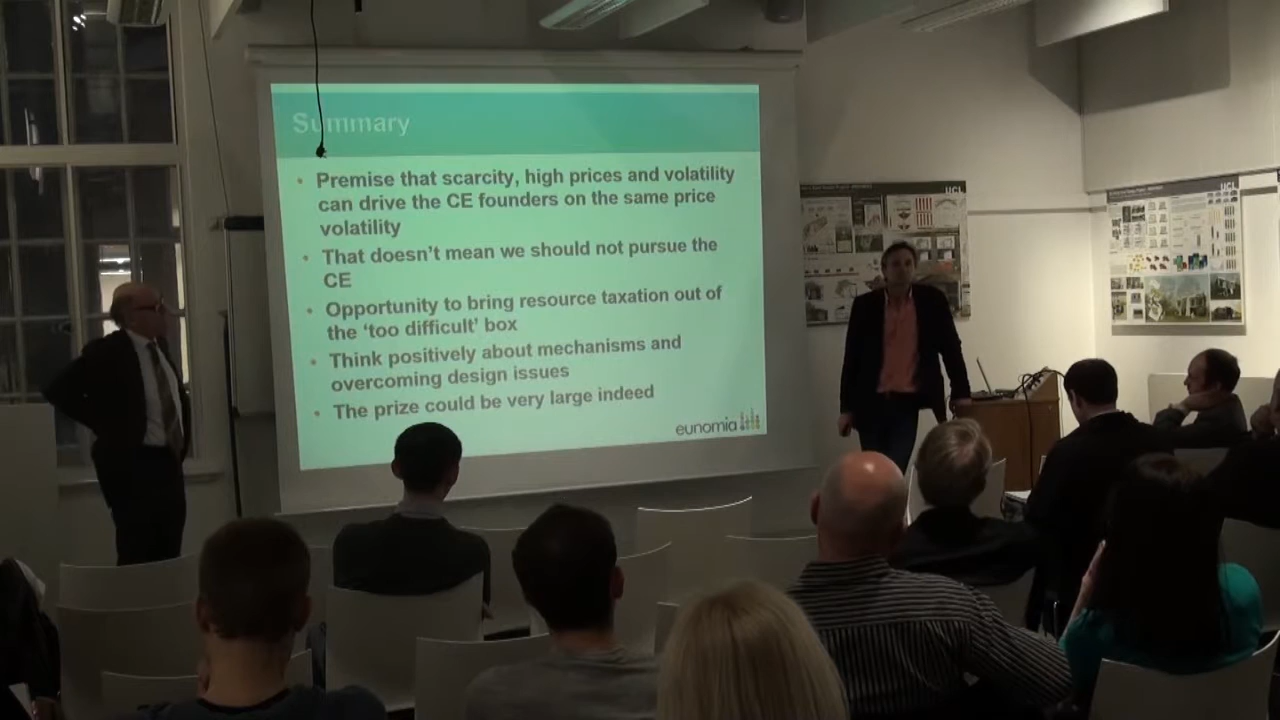 Summary
• Premise that scarcity, high prices and volatility
can drive the CE founders on the same price
volatility
• That doesn't mean we should not pursue the
CE
• Opportunity to bring resource taxation out of
the 'too difficult' box
• Think positively about mechanisms and
overcoming design issues
• The prize could be very large indeed
eunomia
UCL
UCL